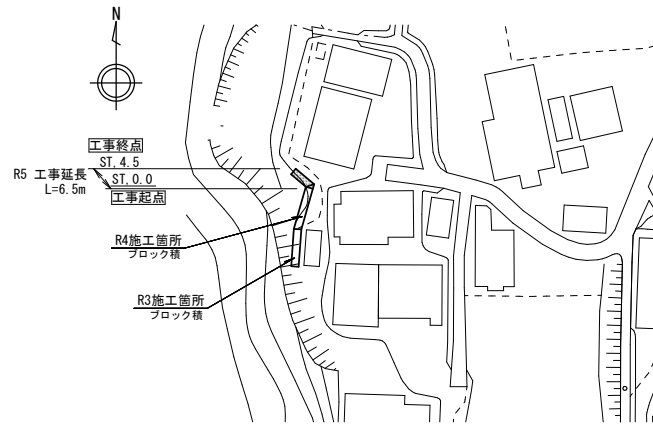 N
工事終点
ST, 4.5
R5 工事延長
L=6.5m
ST, 0.0
工事起点
R4施工箇所
ブロック積
R3施工箇所
ブロック積